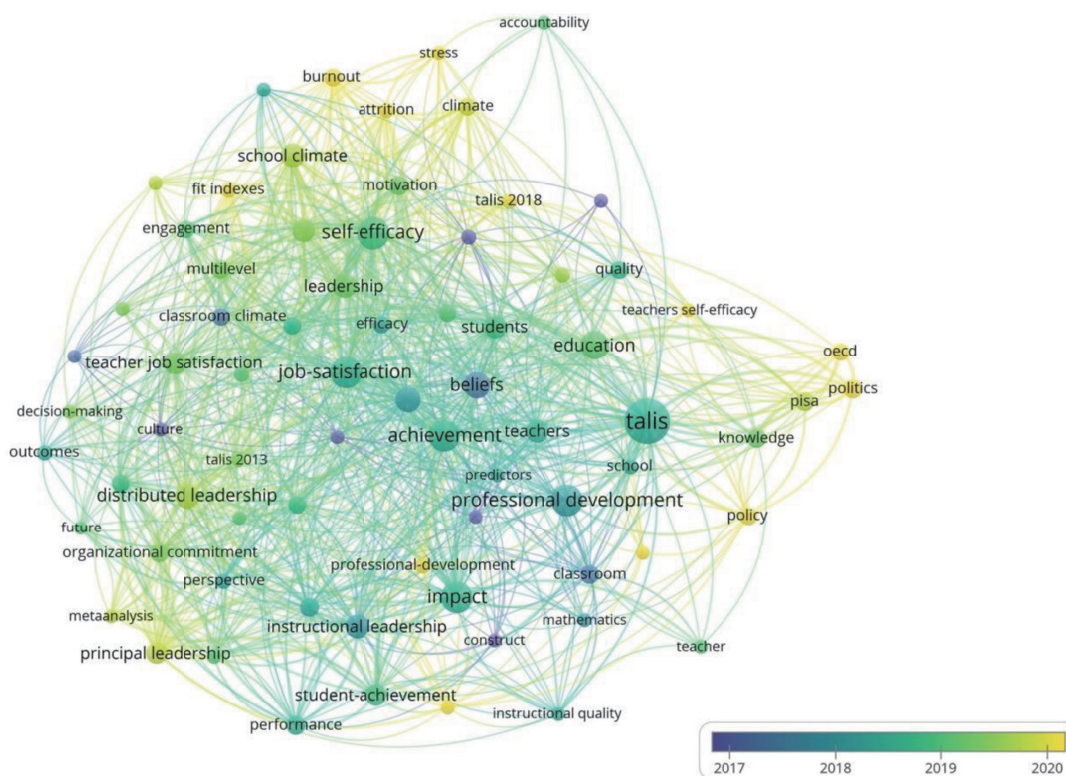 accountability
stress
burnout
attrition
climate
school climate
motivation
fit indexes
talis 2018
engagement
self-efficacy
multilevel
quality
leadership
teachers self-efficacy
classroom climate
efficacy
students
education
oecd
teacher job satisfaction
job-satisfaction
beliefs
politics
pisa
decision-making
talis
culture
achievement
teachers
knowledge
outcomes
talis 2013
school
predictors
distributed leadership
professional development
policy
future
organizational commitment
professional-development
classroom
perspective
impact
metaanalysis
instructional leadership
mathematics
construct
principal leadership
teacher
student-achievement
instructional quality
performance
2017
2018
2019
2020